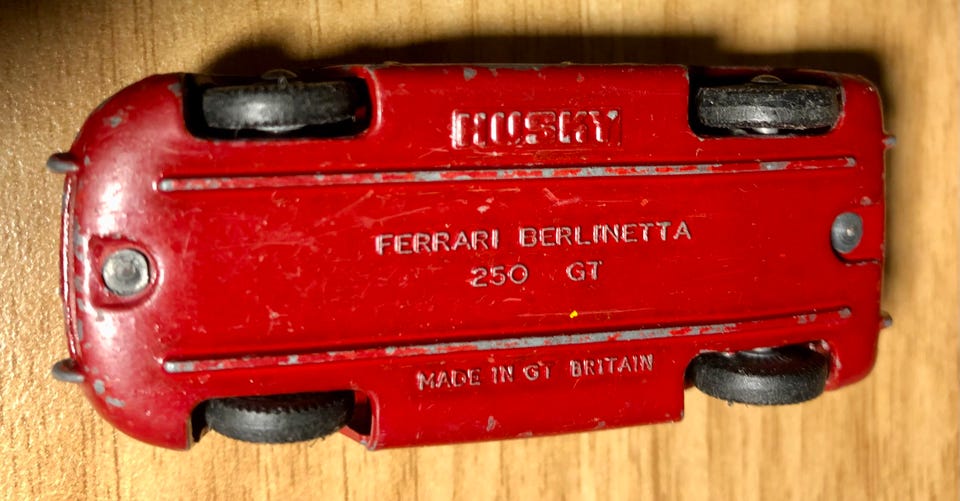 HUSKY
FERRARI BERLINETTA
250 GT
MADE IN GT BRITAIN